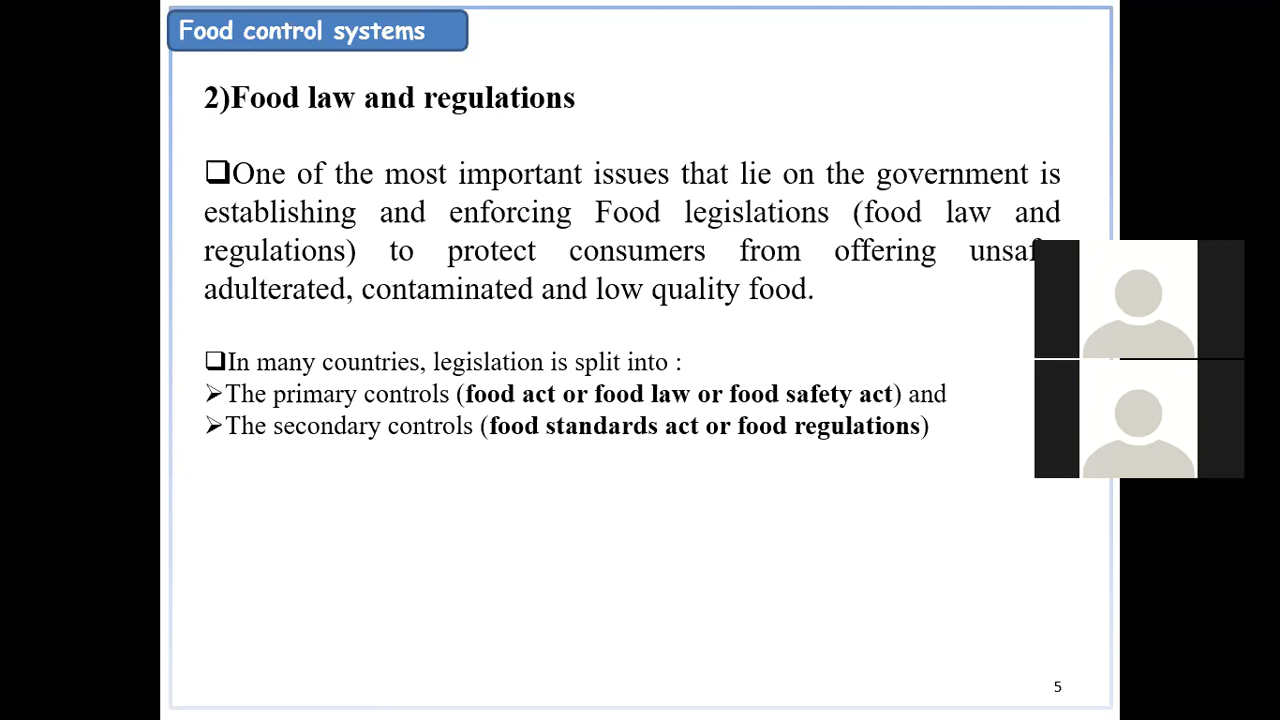 Food control systems
2)Food law and regulations
❑One of the most important issues that lie on the government is
establishing and enforcing Food legislations (food law and
regulations) to protect consumers from offering
adulterated, contaminated and low quality food.
❑In many countries, legislation is split into :
➢The primary controls (food act or food law or food safety act) and
➢The secondary controls (food standards act or food regulations)
5